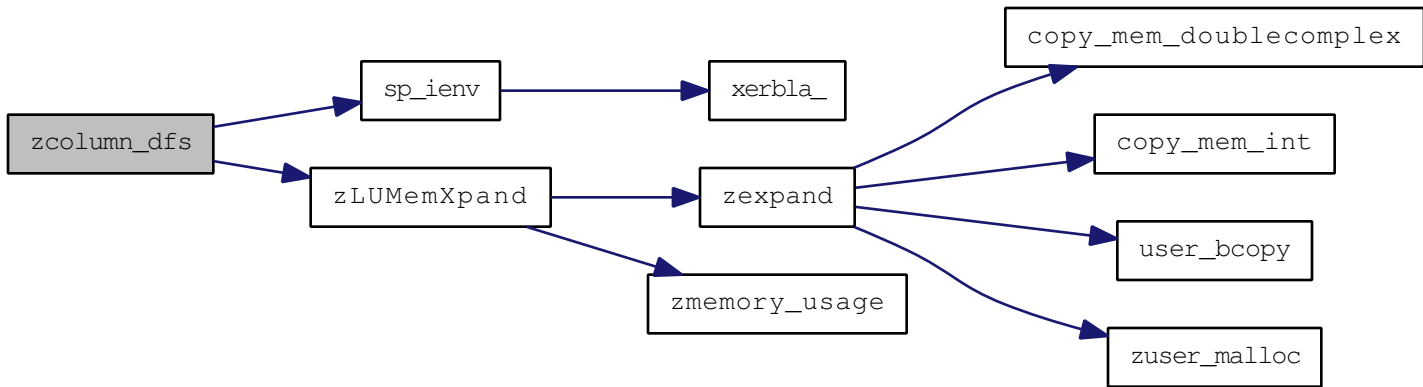 copy_mem_doublecomplex
sp_ienv
xerbla_
zcolumn_dfs
copy_mem_int
zLUMemXpand
zexpand
user_bcopy
zmemory_usage
zuser_malloc